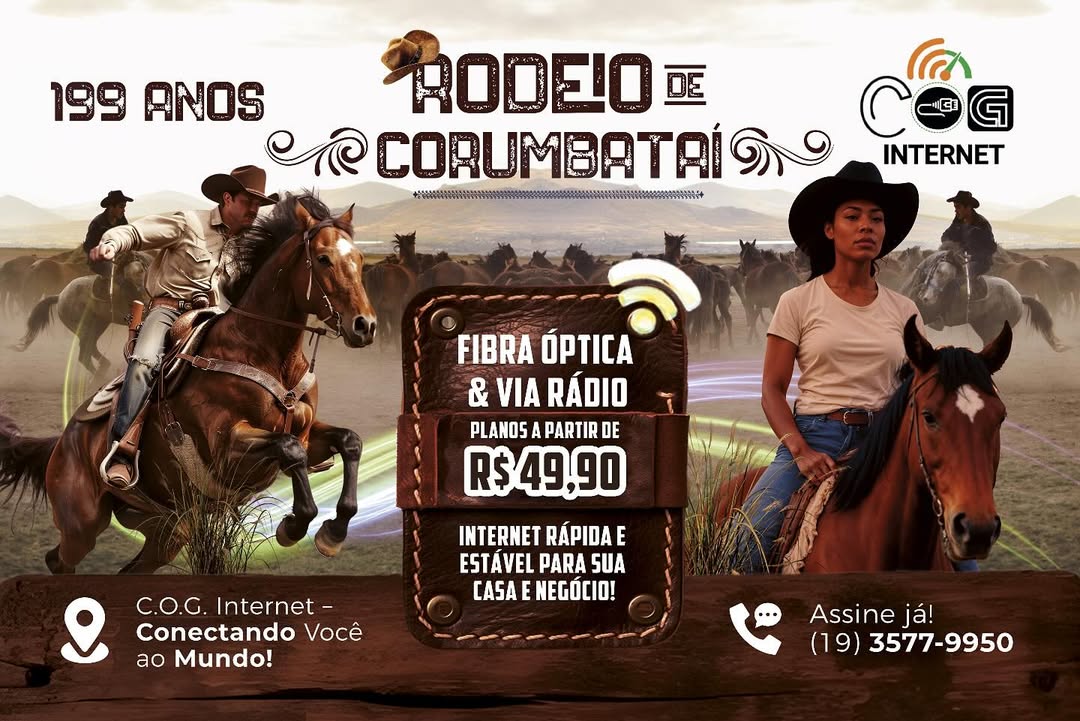 199 ANOS
RODEIO DE
CORUMBATAÍ
COG
INTERNET
FIBRA ÓPTICA
& VIA RÁDIO
PLANOS A PARTIR DE
R$49,90
INTERNET RÁPIDA E
ESTÁVEL PARA SUA
CASA E NEGÓCIO!
C.O.G. Internet –
Conectando Você
ao Mundo!
Assine já!
(19) 3577-9950